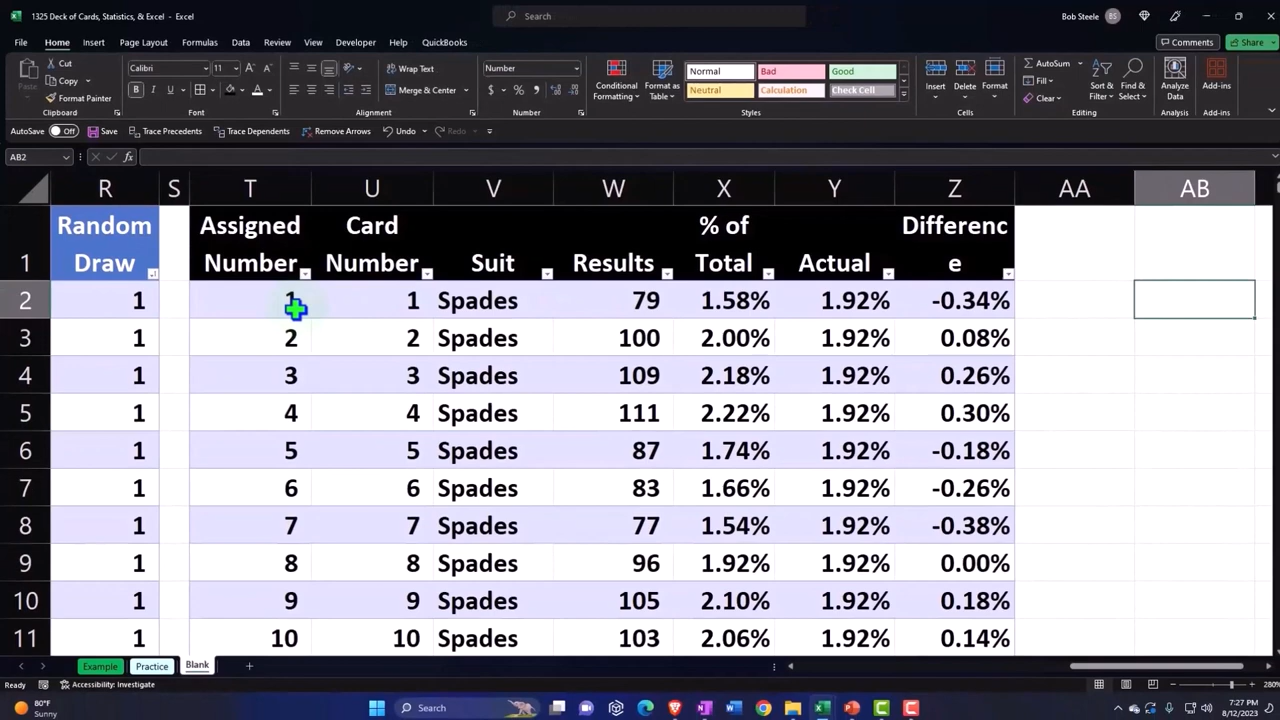 1325 Deck of Cards, Statistics, & Excel - Excel
Search
Bob Steele BS
File Home Insert Page Layout Formulas Data Review View Developer Help QuickBooks
Comments Share
Cut Calibri 11 Wrap Text Number Normal Bad Good AutoSum
Paste Copy Merge & Center Neutral Calculation Check Cell Fill
Format Painter Clear
Conditional Formatting Format as Table Insert Delete Format Sort & Filter Find & Select Analyze Data Add-ins
Clipboard Font Alignment Number Styles Cells Editing Analysis Add-ins
AutoSave Off Save Trace Precedents Trace Dependents Remove Arrows Undo Redo
AB2 fx
R S T U V W X Y Z AA AB
Random Assigned Card % of Differenc
1 Draw Number Number Suit Results Total Actual e
2 1 1 1 Spades 79 1.58% 1.92% -0.34%
3 1 2 2 Spades 100 2.00% 1.92% 0.08%
4 1 3 3 Spades 109 2.18% 1.92% 0.26%
5 1 4 4 Spades 111 2.22% 1.92% 0.30%
6 1 5 5 Spades 87 1.74% 1.92% -0.18%
7 1 6 6 Spades 83 1.66% 1.92% -0.26%
8 1 7 7 Spades 77 1.54% 1.92% -0.38%
9 1 8 8 Spades 96 1.92% 1.92% 0.00%
10 1 9 9 Spades 105 2.10% 1.92% 0.18%
11 1 10 10 Spades 103 2.06% 1.92% 0.14%
Example Practice Blank
Ready Accessibility: Investigate 280%
80°F
Sunny
Search
7:27 PM
8/12/2023